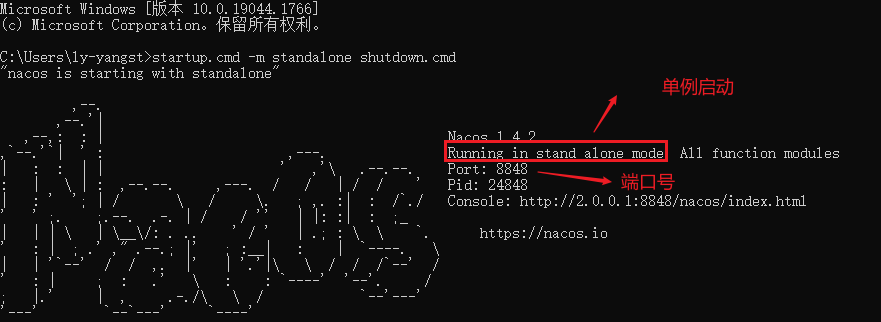 Microsoft Windows [版本 10.0.19044.1766]
(c) Microsoft Corporation。保留所有权利。
C:\Users\ly-yangst>startup.cmd -m standalone shutdown.cmd
"nacos is starting with standalone"
单例启动
Nacos 1.4.2
Running in stand alone mode, All function modules
Port: 8848
端口号
Pid: 24848
Console: http://2.0.0.1:8848/nacos/index.html
https://nacos.io